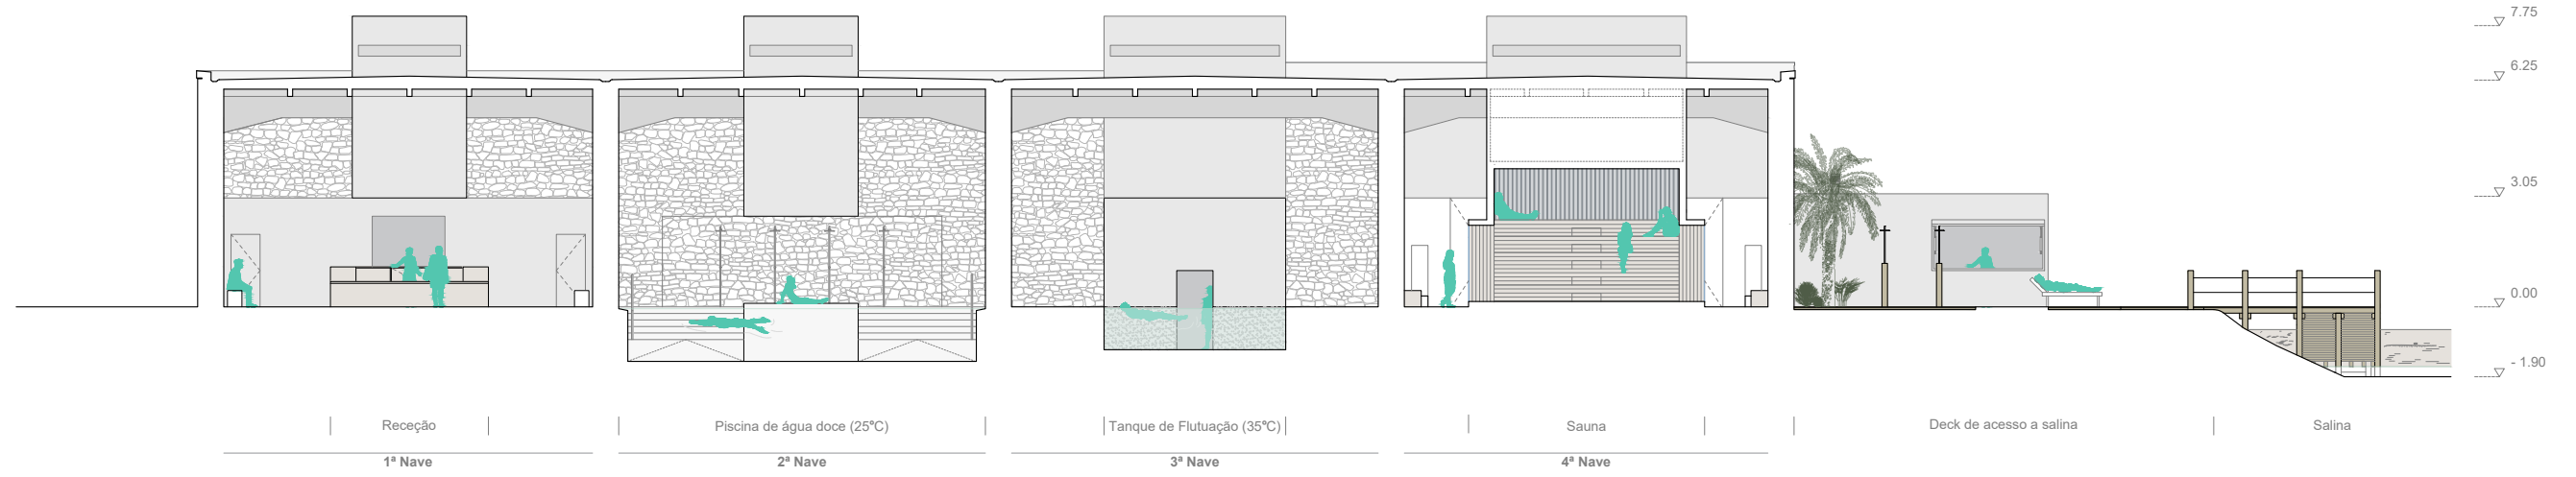 7.75
6.25
3.05
0.00
- 1.90
Receção
Piscina de água doce (25ºC)
Tanque de Flutuação (35ºC)
Sauna
Deck de acesso a salina
Salina
1ª Nave
2ª Nave
3ª Nave
4ª Nave